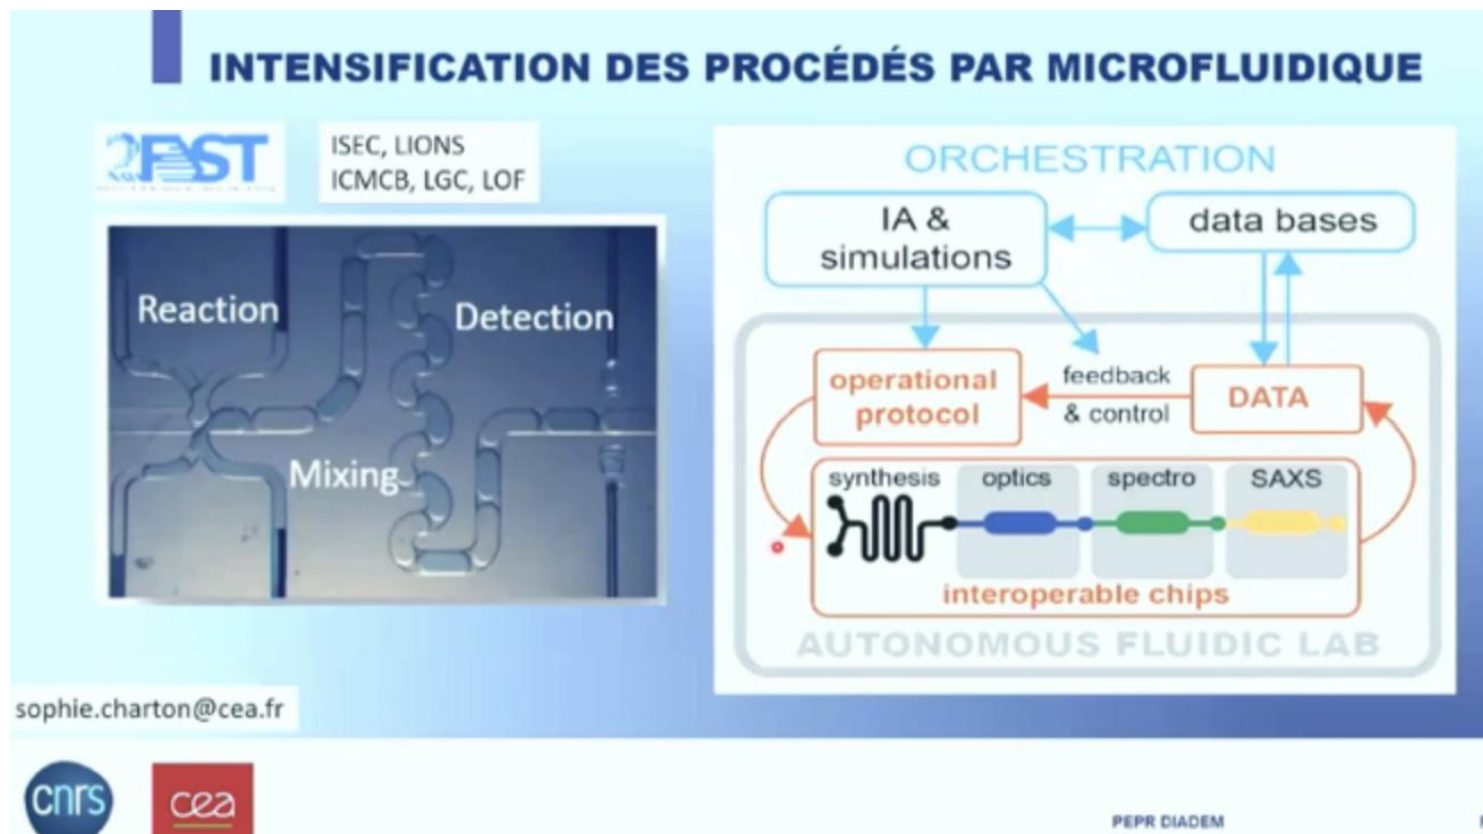 INTENSIFICATION DES PROCÉDÉS PAR MICROFLUIDIQUE
2FAST
ISEC, LIONS
ICMCB, LGC, LOF
Reaction
Detection
Mixing
sophie.charton@cea.fr
ORCHESTRATION
IA &
simulations
data bases
operational
protocol
feedback
& control
DATA
synthesis
optics
spectro
SAXS
interoperable chips
AUTONOMOUS FLUIDIC LAB
cnrs
cea
PEPR DIADEM